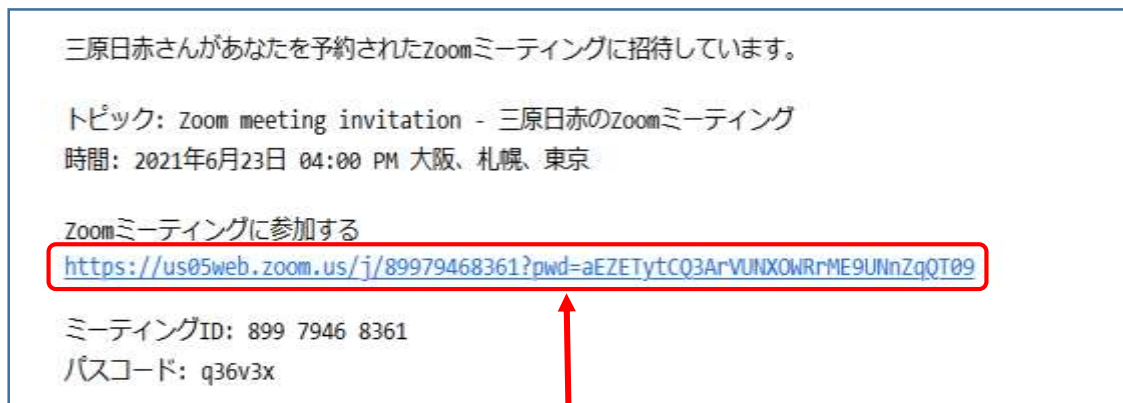 三原日赤さんがあなたを予約されたZoomミーティングに招待しています。
トピック: Zoom meeting invitation - 三原日赤のZoomミーティング
時間: 2021年6月23日 04:00 PM 大阪、札幌、東京
Zoomミーティングに参加する
https://us05web.zoom.us/j/89979468361?pwd=aEZETytCQ3ArVUNXOWRrME9UNnZqQT09
ミーティングID: 899 7946 8361
パスコード: q36v3x